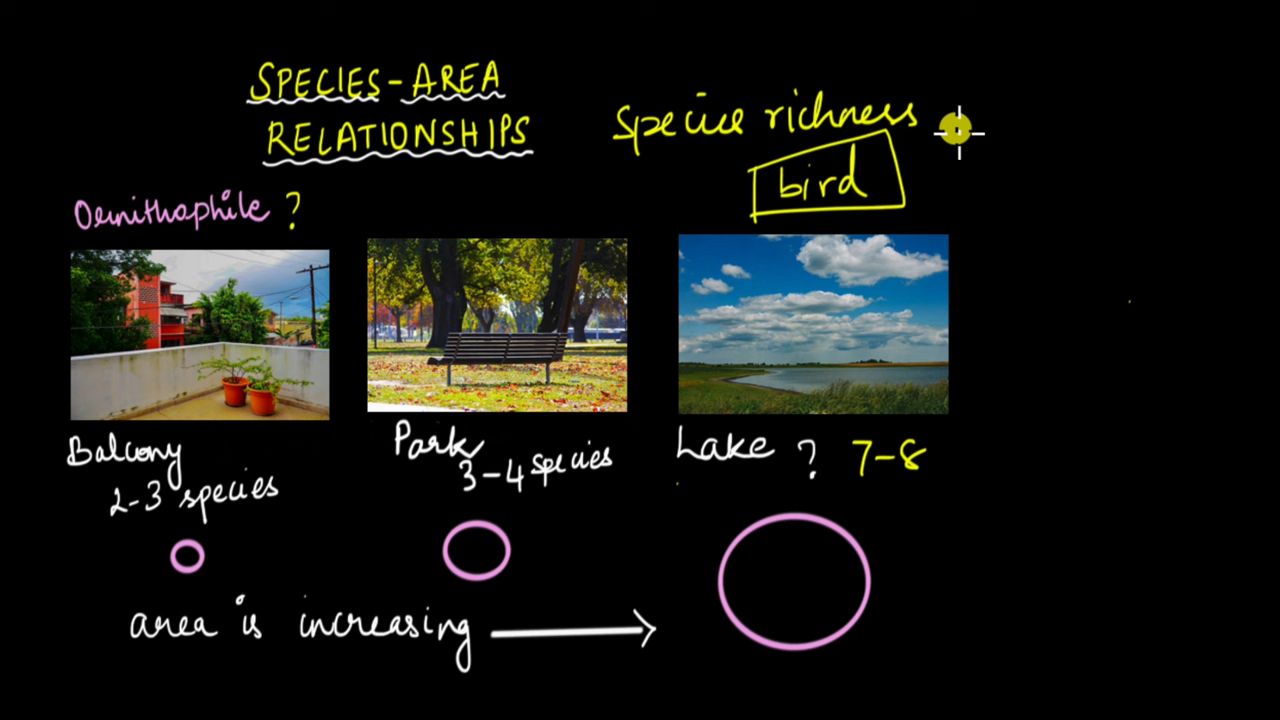 SPECIES-AREA
RELATIONSHIPS
Species richness
bird
Ornithophile ?
Balcony
2-3 species
Park
3-4 species
Lake ? 7-8
area is increasing